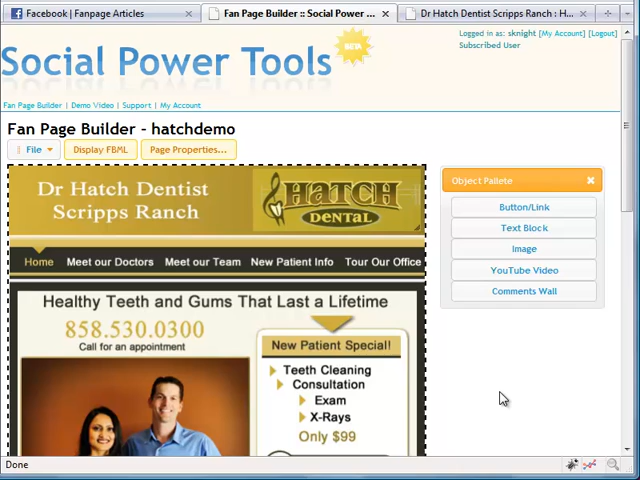 Facebook | Fanpage Articles
Fan Page Builder :: Social Power ...
Dr Hatch Dentist Scripps Ranch : H...
Logged in as: sknight [My Account] [Logout]
Subscribed User
Social Power Tools
BETA
Fan Page Builder | Demo Video | Support | My Account
Fan Page Builder - hatchdemo
File
Display FBML
Page Properties...
Object Pallete
Button/Link
Text Block
Image
YouTube Video
Comments Wall
Dr Hatch Dentist
Scripps Ranch
HATCH
DENTAL
Home Meet our Doctors Meet our Team New Patient Info Tour Our Office
Healthy Teeth and Gums That Last a Lifetime
858.530.0300
Call for an appointment
New Patient Special!
Teeth Cleaning
Consultation
Exam
X-Rays
Only $99
Done